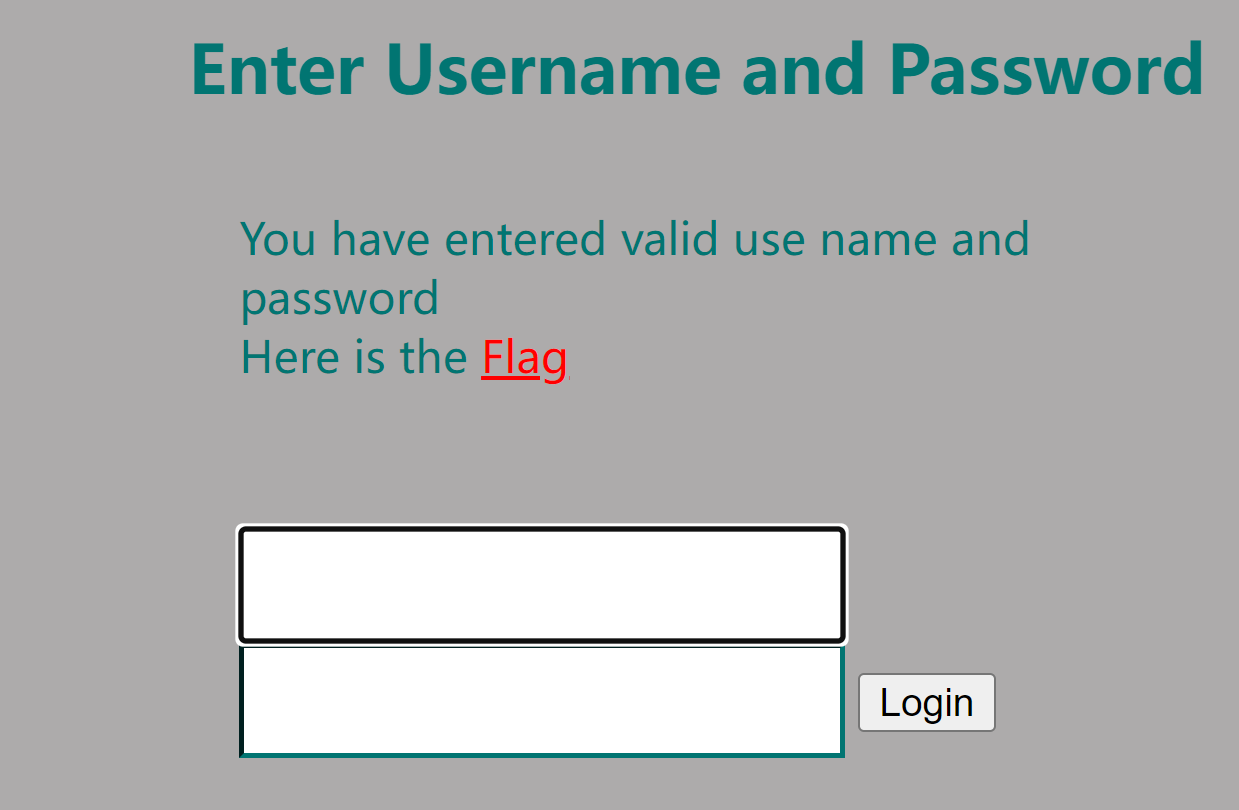 Enter Username and Password
You have entered valid use name and
password
Here is the Flag
Login